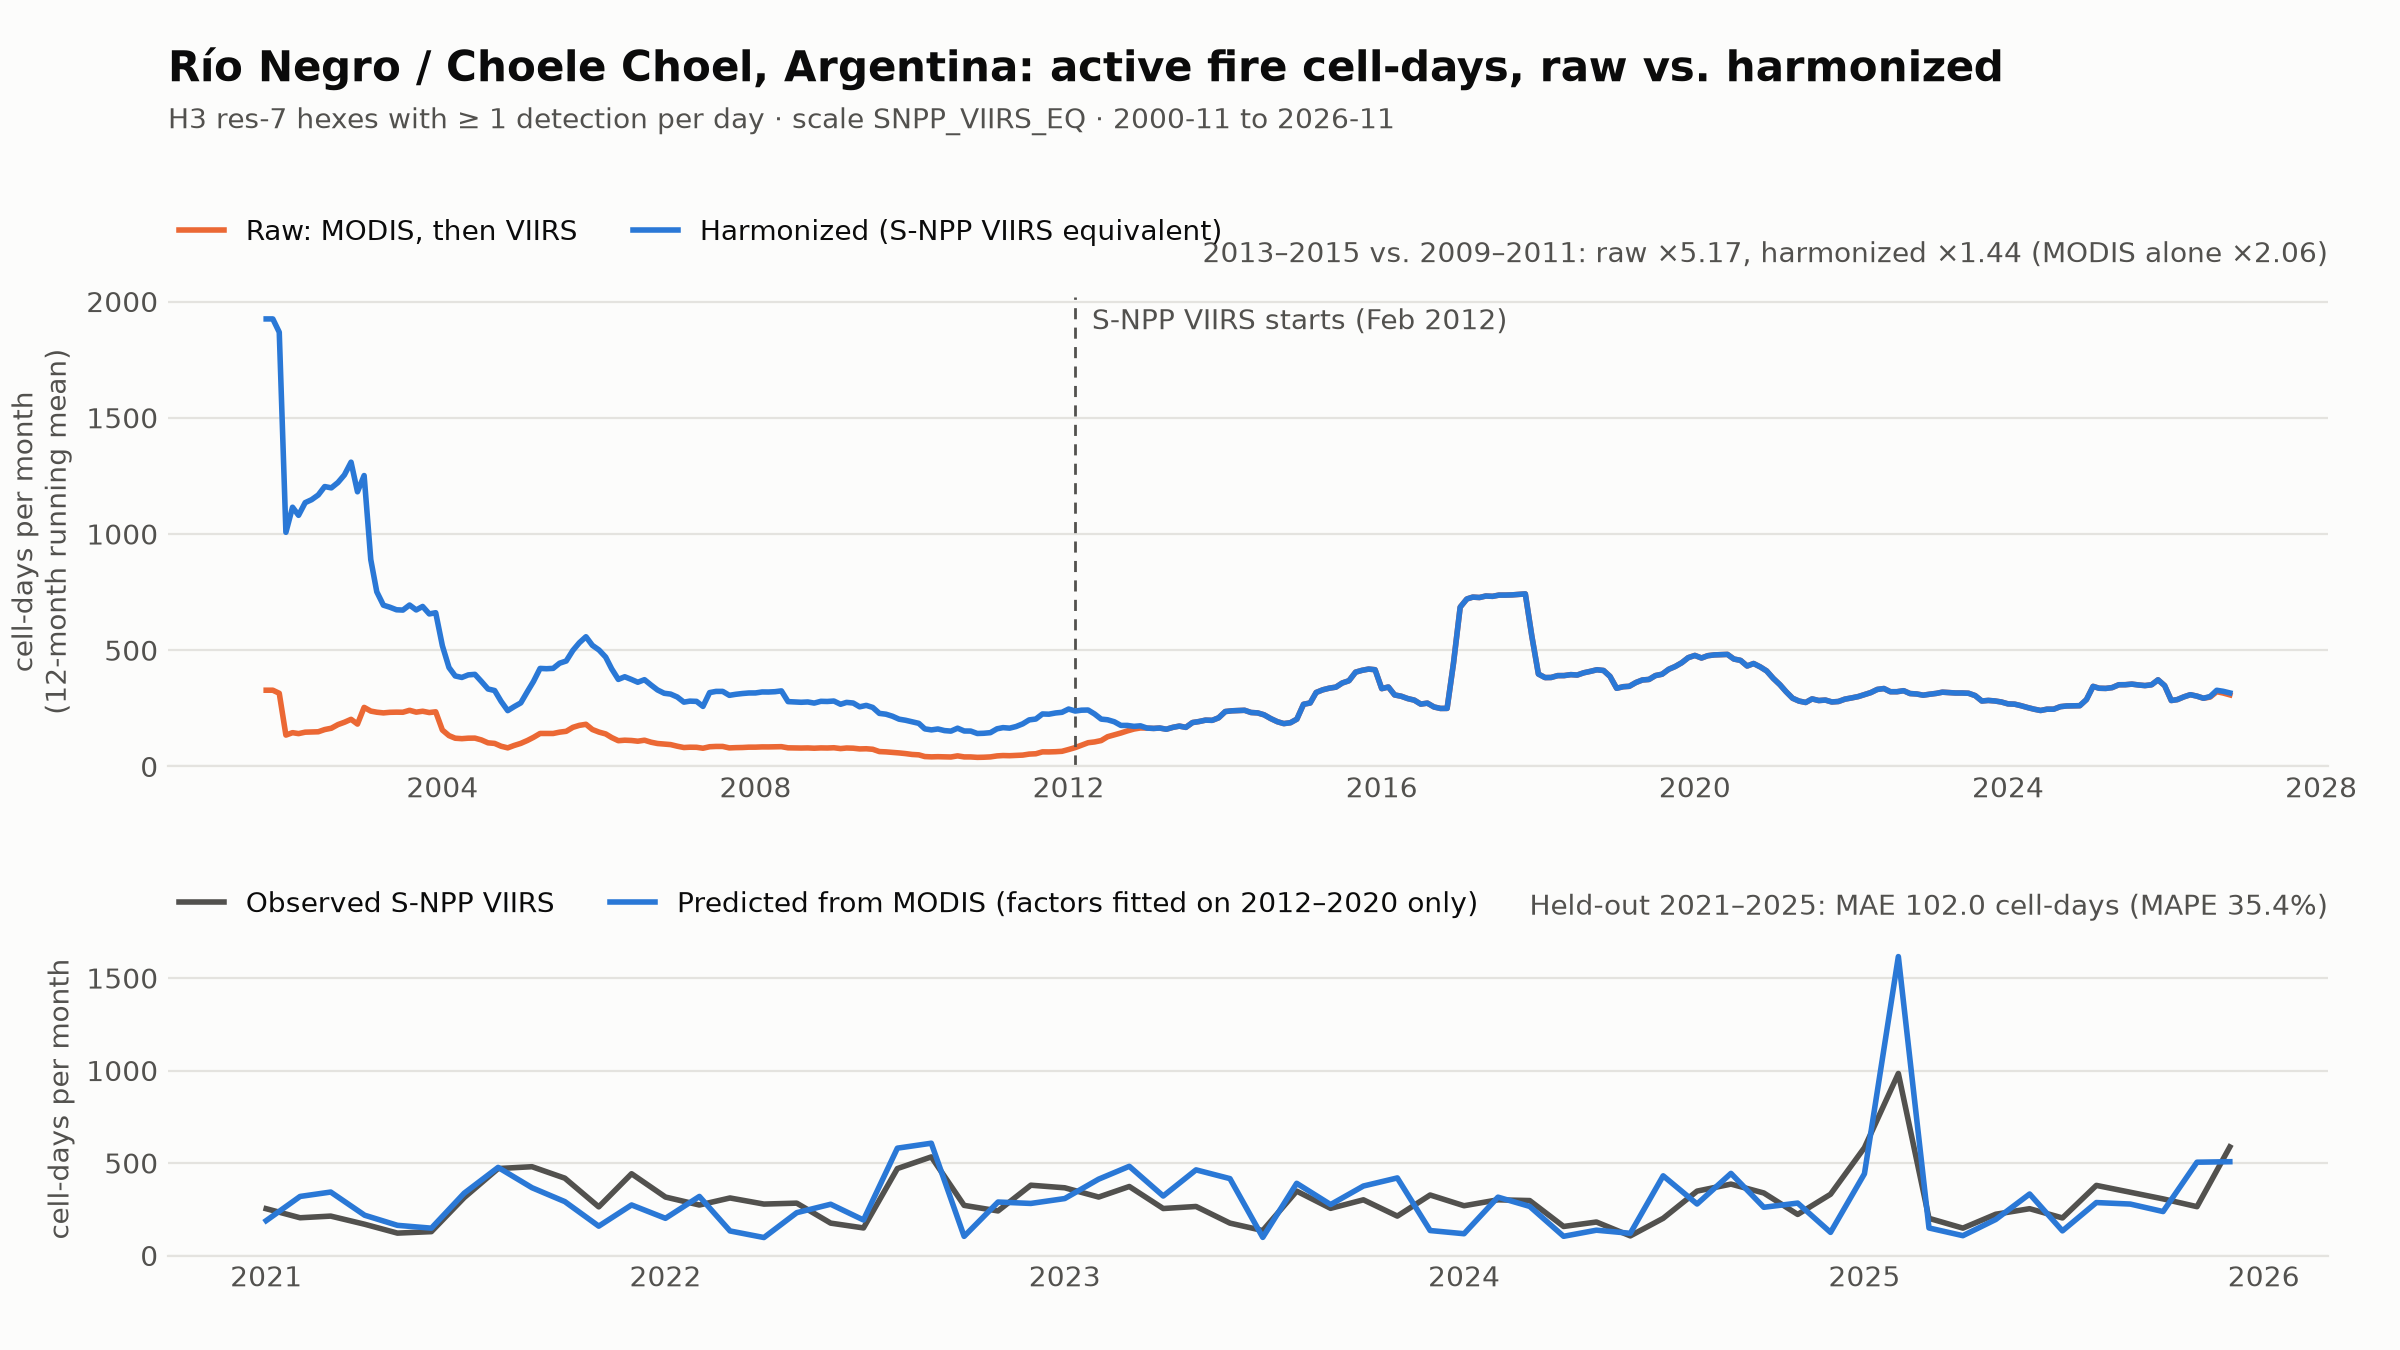 Río Negro / Choele Choel, Argentina: active fire cell-days, raw vs. harmonized
H3 res-7 hexes with ≥ 1 detection per day · scale SNPP_VIIRS_EQ · 2000-11 to 2026-11
Raw: MODIS, then VIIRS
Harmonized (S-NPP VIIRS equivalent)
2013–2015 vs. 2009–2011: raw ×5.17, harmonized ×1.44 (MODIS alone ×2.06)
S-NPP VIIRS starts (Feb 2012)
cell-days per month
(12-month running mean)
2000
1500
1000
500
0
2004
2008
2012
2016
2020
2024
2028
Observed S-NPP VIIRS
Predicted from MODIS (factors fitted on 2012–2020 only)
Held-out 2021–2025: MAE 102.0 cell-days (MAPE 35.4%)
cell-days per month
1500
1000
500
0
2021
2022
2023
2024
2025
2026